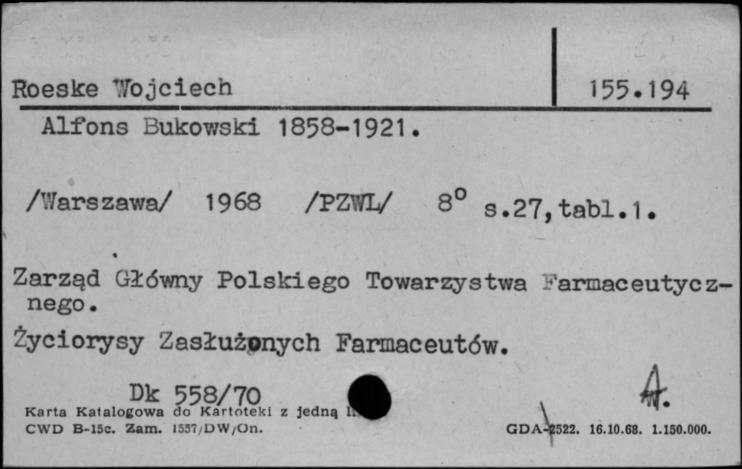 Roeske Wojciech 155.194
Alfons Bukowski 1858-1921.
/Warszawa/ 1968 /PZWL/ 8° s.27,tabl.1.
Zarząd Główny Polskiego Towarzystwa Farmaceutycz-
nego.
Życiorysy Zasłużonych Farmaceutów.
Dk 558/70
Karta Katalogowa do Kartoteki z jedną
CWD B-15c. Zam. 1557/DW/On. GDA-2522. 16.10.68. 1.150.000.